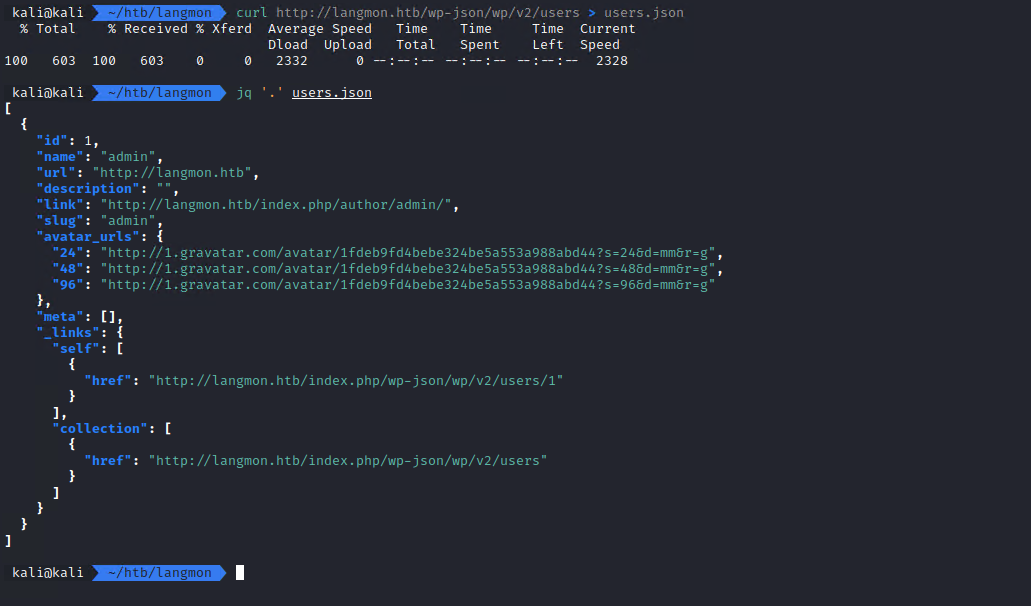 kali@kali ~/htb/langmon curl http://langmon.htb/wp-json/wp/v2/users > users.json
  % Total    % Received % Xferd  Average Speed   Time    Time     Time  Current
                                 Dload  Upload   Total   Spent    Left  Speed
100   603  100   603    0     0   2332      0 --:--:-- --:--:-- --:--:--  2328
kali@kali ~/htb/langmon jq '.' users.json
[
  {
    "id": 1,
    "name": "admin",
    "url": "http://langmon.htb",
    "description": "",
    "link": "http://langmon.htb/index.php/author/admin/",
    "slug": "admin",
    "avatar_urls": {
      "24": "http://1.gravatar.com/avatar/1fdeb9fd4bebe324be5a553a988abd44?s=24&d=mm&r=g",
      "48": "http://1.gravatar.com/avatar/1fdeb9fd4bebe324be5a553a988abd44?s=48&d=mm&r=g",
      "96": "http://1.gravatar.com/avatar/1fdeb9fd4bebe324be5a553a988abd44?s=96&d=mm&r=g"
    },
    "meta": [],
    "_links": {
      "self": [
        {
          "href": "http://langmon.htb/index.php/wp-json/wp/v2/users/1"
        }
      ],
      "collection": [
        {
          "href": "http://langmon.htb/index.php/wp-json/wp/v2/users"
        }
      ]
    }
  }
]
kali@kali ~/htb/langmon